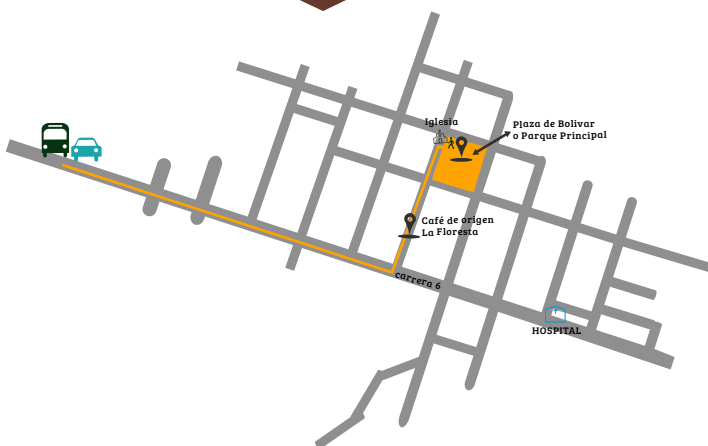 Iglesia
Plaza de Bolivar
o Parque Principal
Café de origen
La Floresta
carrera 6
HOSPITAL